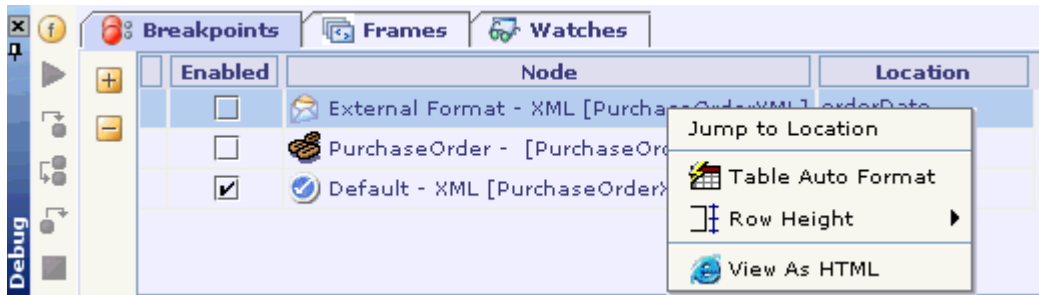 Breakpoints Frames Watches
Enabled Node Location
External Format - XML [PurchaseOrderXML] orderDate
PurchaseOrder - [PurchaseOrd
Default - XML [PurchaseOrderX
Jump to Location
Table Auto Format
Row Height
View As HTML
Debug